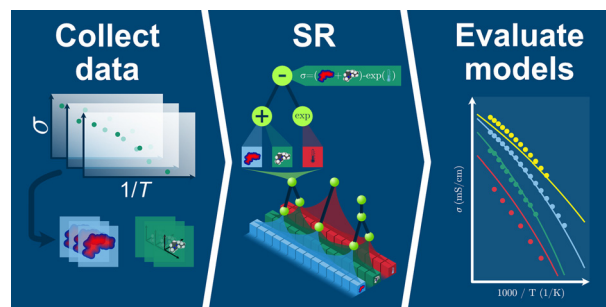 Collect
data
σ
1/T
SR
-
σ=( + )-exp( )
+
exp
Evaluate
models
σ (mS/cm)
1000 / T (1/K)